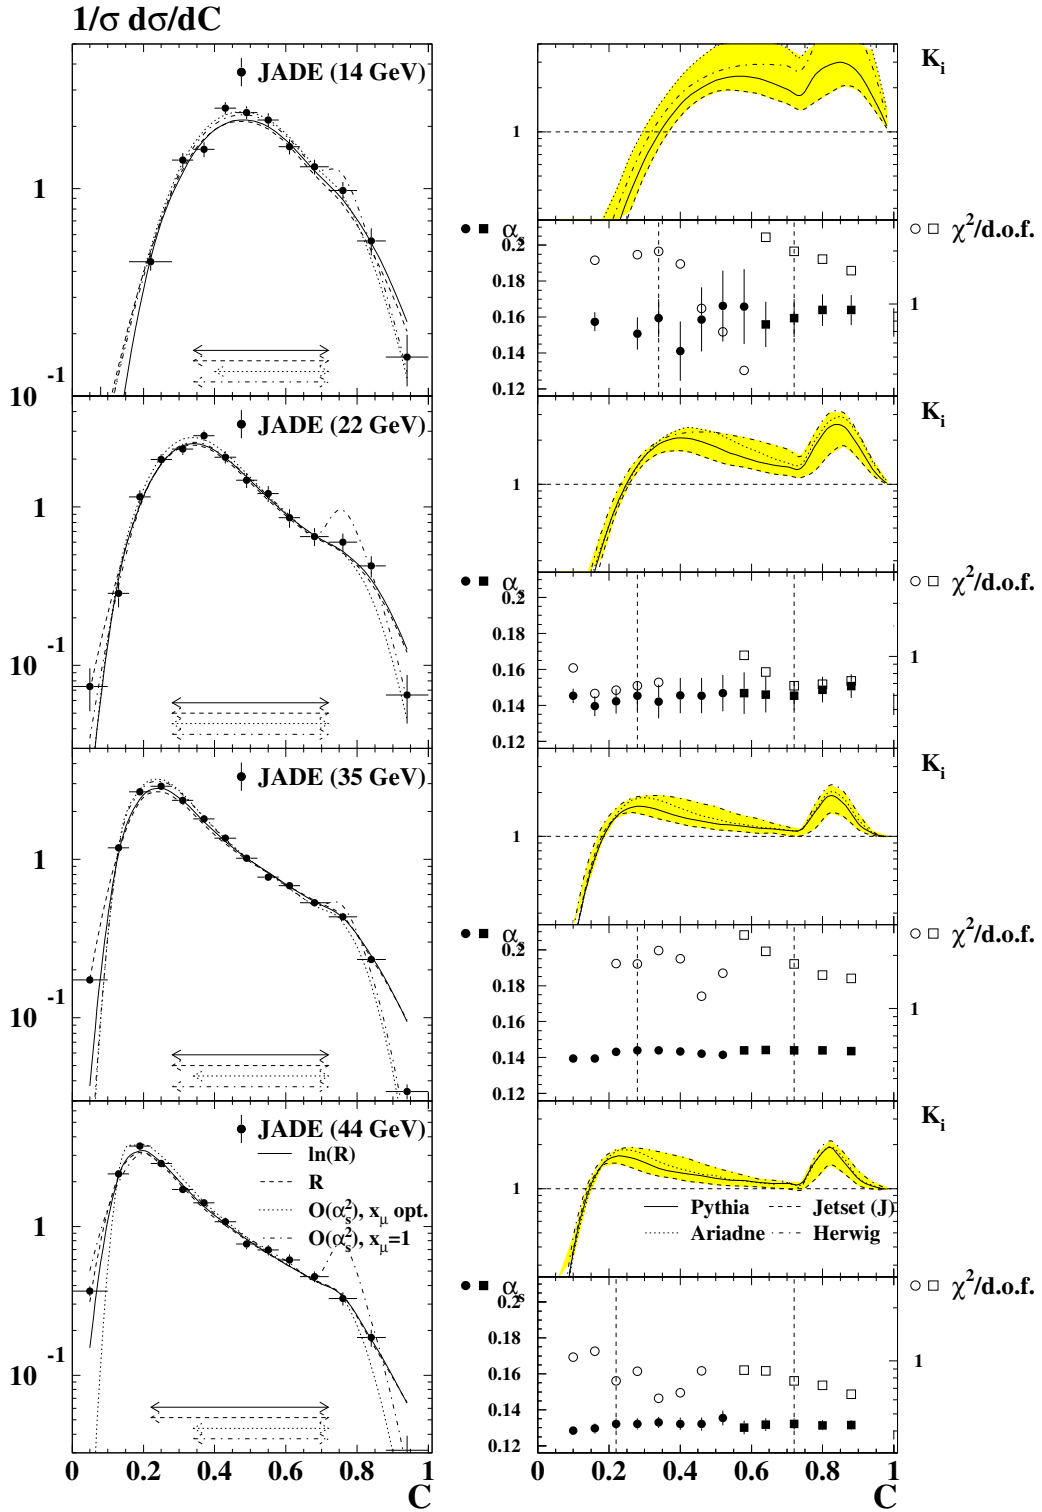 1/σ dσ/dC
JADE (14 GeV)
1
10 -1
JADE (22 GeV)
1
10 -1
JADE (35 GeV)
1
10 -1
JADE (44 GeV)
ln(R)
R
O(α_s^2), x_μ opt.
O(α_s^2), x_μ=1
1
10 -1
0 0.2 0.4 0.6 0.8 1
C
K_i
1
α_s
χ²/d.o.f.
0.2
0.18
0.16
0.14
0.12
1
K_i
1
α_s
χ²/d.o.f.
0.2
0.18
0.16
0.14
0.12
1
K_i
1
α_s
χ²/d.o.f.
0.2
0.18
0.16
0.14
0.12
1
K_i
1
Pythia Jetset (J)
Ariadne Herwig
α_s
χ²/d.o.f.
0.2
0.18
0.16
0.14
0.12
1
0 0.2 0.4 0.6 0.8 1
C